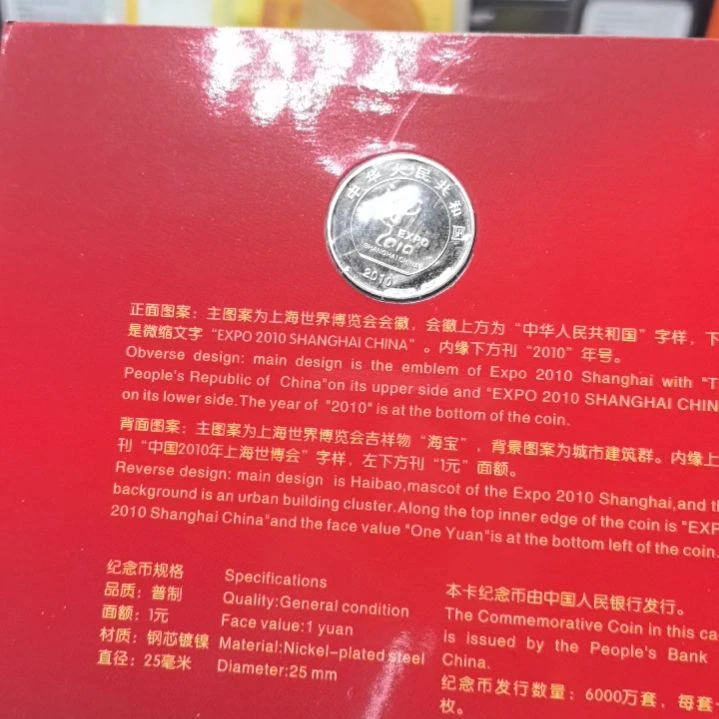 中华人民共和国
EXPO
2010
SHANGHAI CHINA
2010
正面图案：主图案为上海世界博览会会徽，会徽上方为“中华人民共和国”字样，下
是微缩文字“EXPO 2010 SHANGHAI CHINA”。内缘下方刊“2010”年号。
Obverse design: main design is the emblem of Expo 2010 Shanghai with "T
People's Republic of China"on its upper side and "EXPO 2010 SHANGHAI CHIN
on its lower side.The year of "2010" is at the bottom of the coin.
背面图案：主图案为上海世界博览会吉祥物“海宝”，背景图案为城市建筑群。内缘上
刊“中国2010年上海世博会”字样，左下方刊“1元”面额。
Reverse design: main design is Haibao,mascot of the Expo 2010 Shanghai,and th
background is an urban building cluster.Along the top inner edge of the coin is "EXP
2010 Shanghai China"and the face value "One Yuan"is at the bottom left of the coin.
纪念币规格
品质：普制
面额：1元
材质：钢芯镀镍
直径：25毫米
Specifications
Quality:General condition
Face value:1 yuan
Material:Nickel-plated steel
Diameter:25 mm
本卡纪念币由中国人民银行发行。
The Commemorative Coin in this ca
is issued by the People's Bank
China.
纪念币发行数量：6000万套，每套
枚。